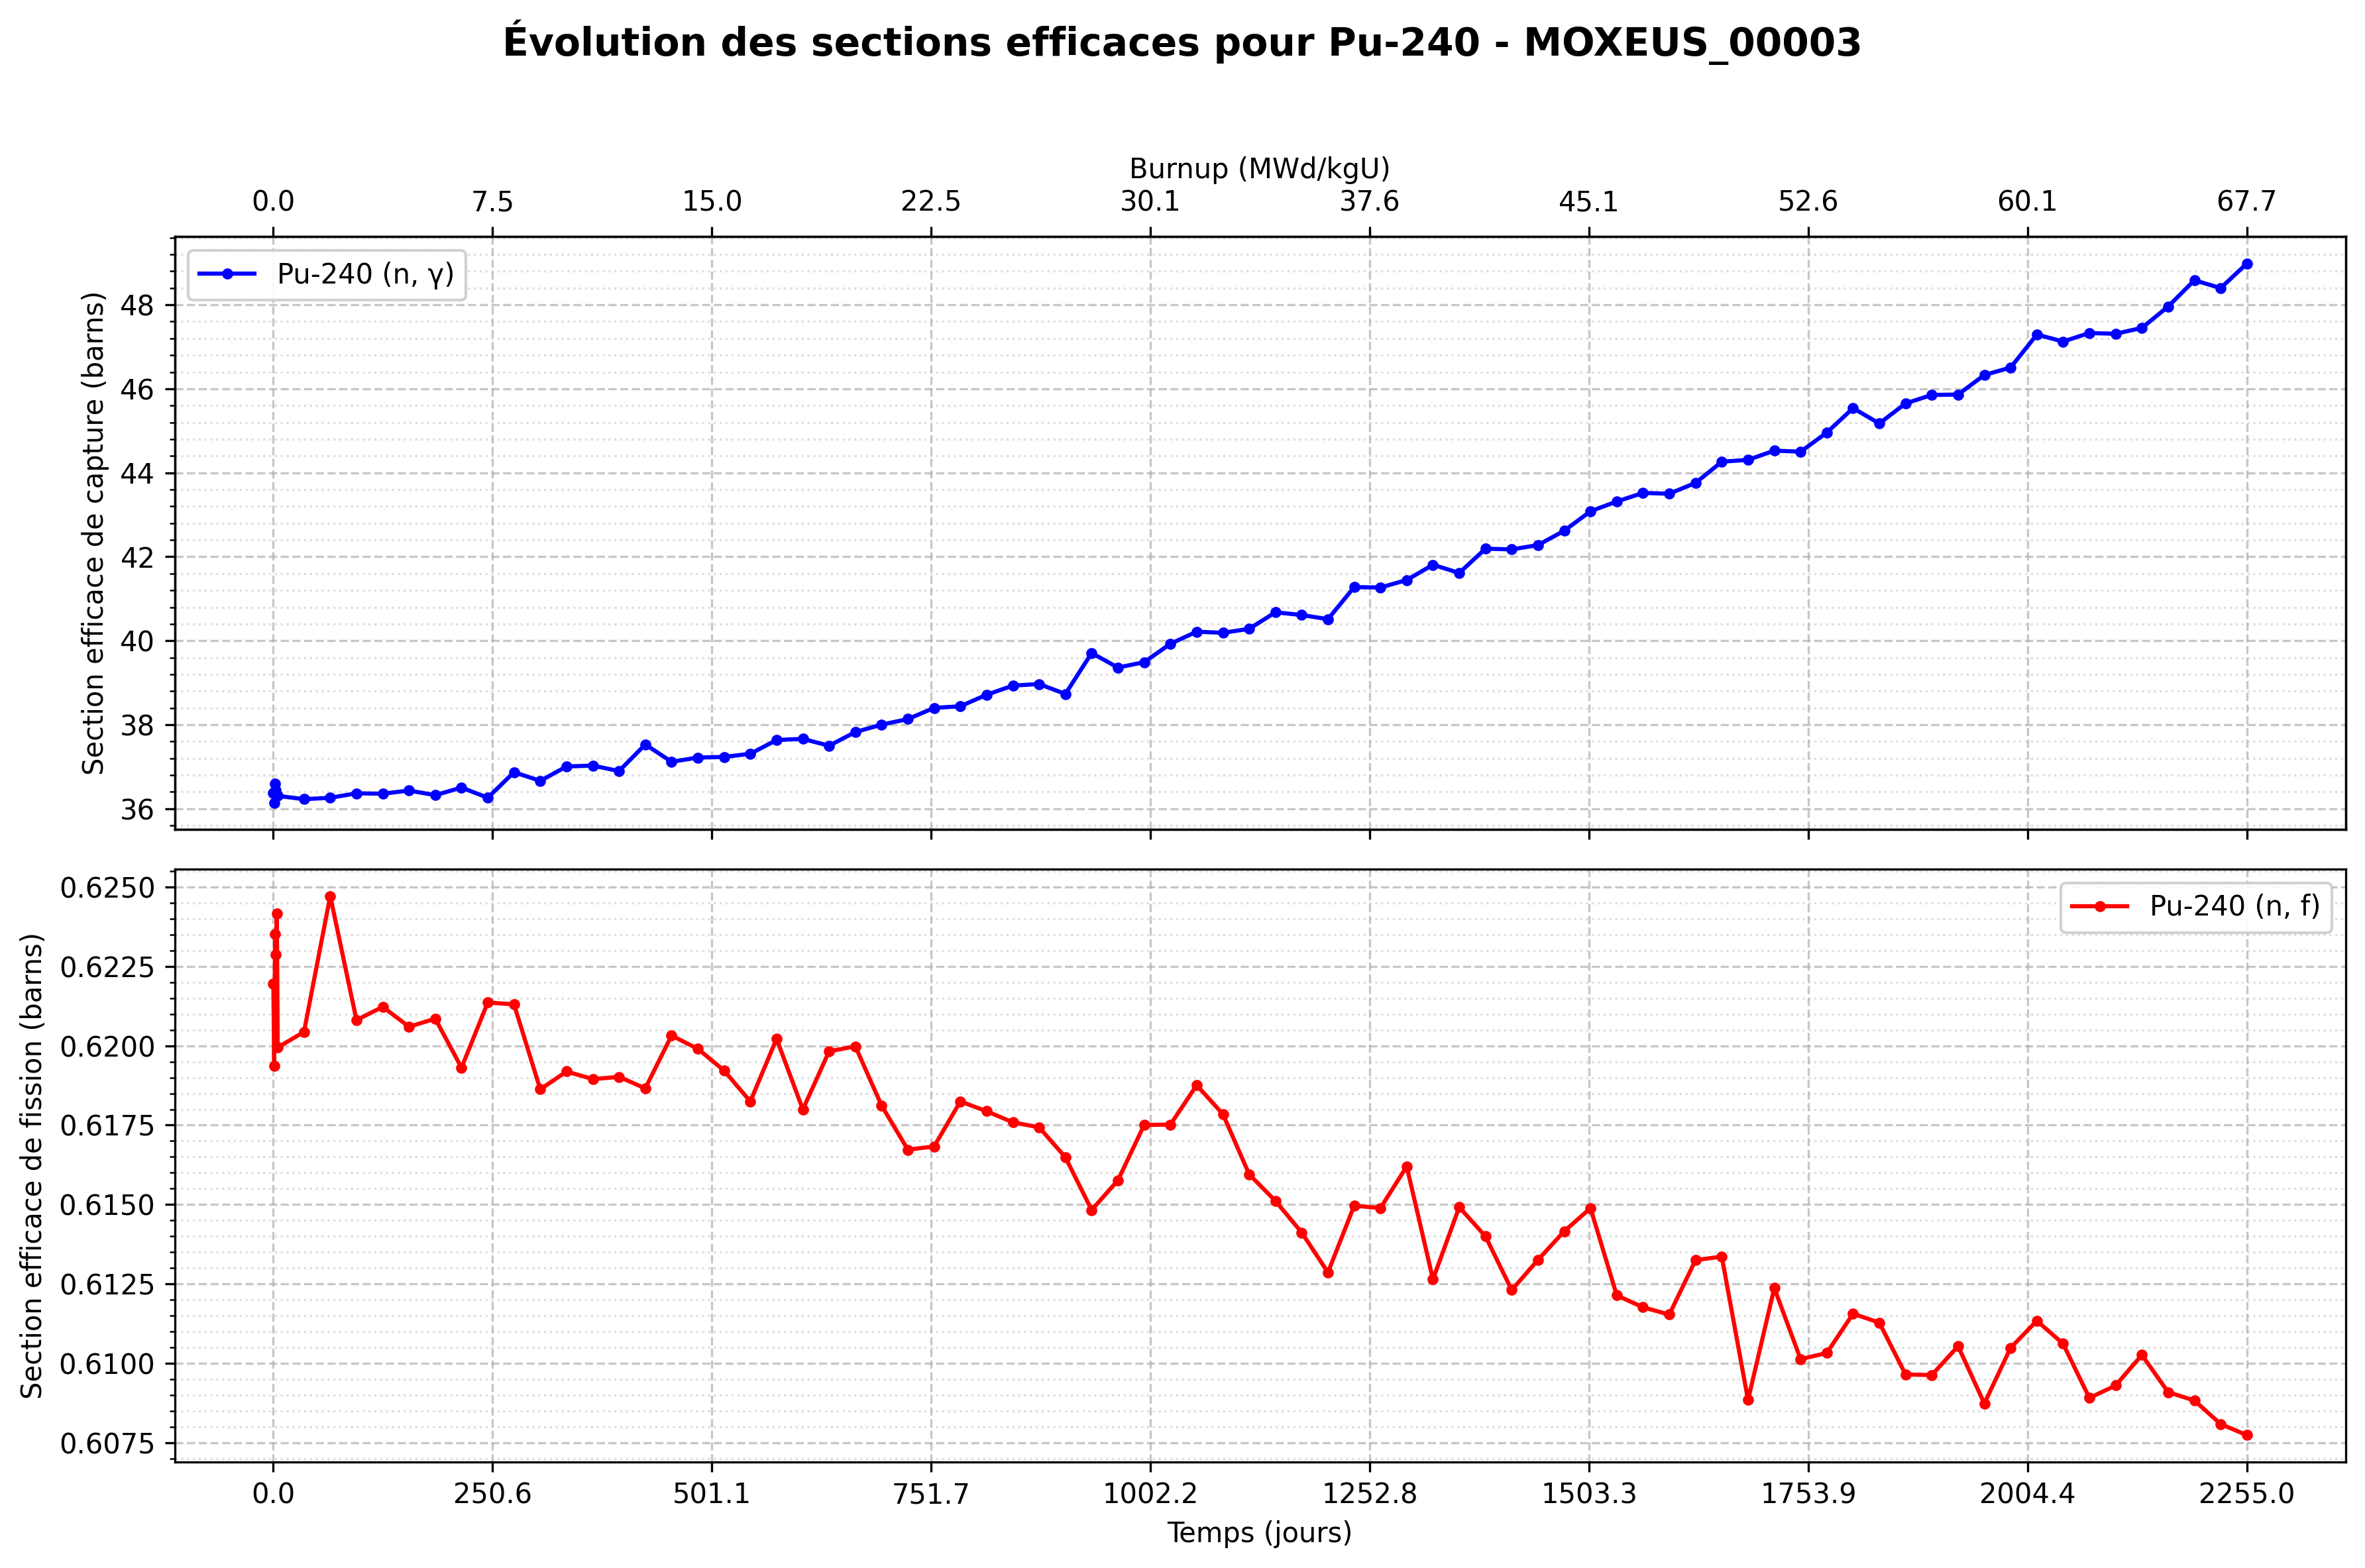 Évolution des sections efficaces pour Pu-240 - MOXEUS_00003
Burnup (MWd/kgU)
0.0 7.5 15.0 22.5 30.1 37.6 45.1 52.6 60.1 67.7
Pu-240 (n, γ)
Section efficace de capture (barns)
48
46
44
42
40
38
36
Pu-240 (n, f)
Section efficace de fission (barns)
0.6250
0.6225
0.6200
0.6175
0.6150
0.6125
0.6100
0.6075
0.0 250.6 501.1 751.7 1002.2 1252.8 1503.3 1753.9 2004.4 2255.0
Temps (jours)